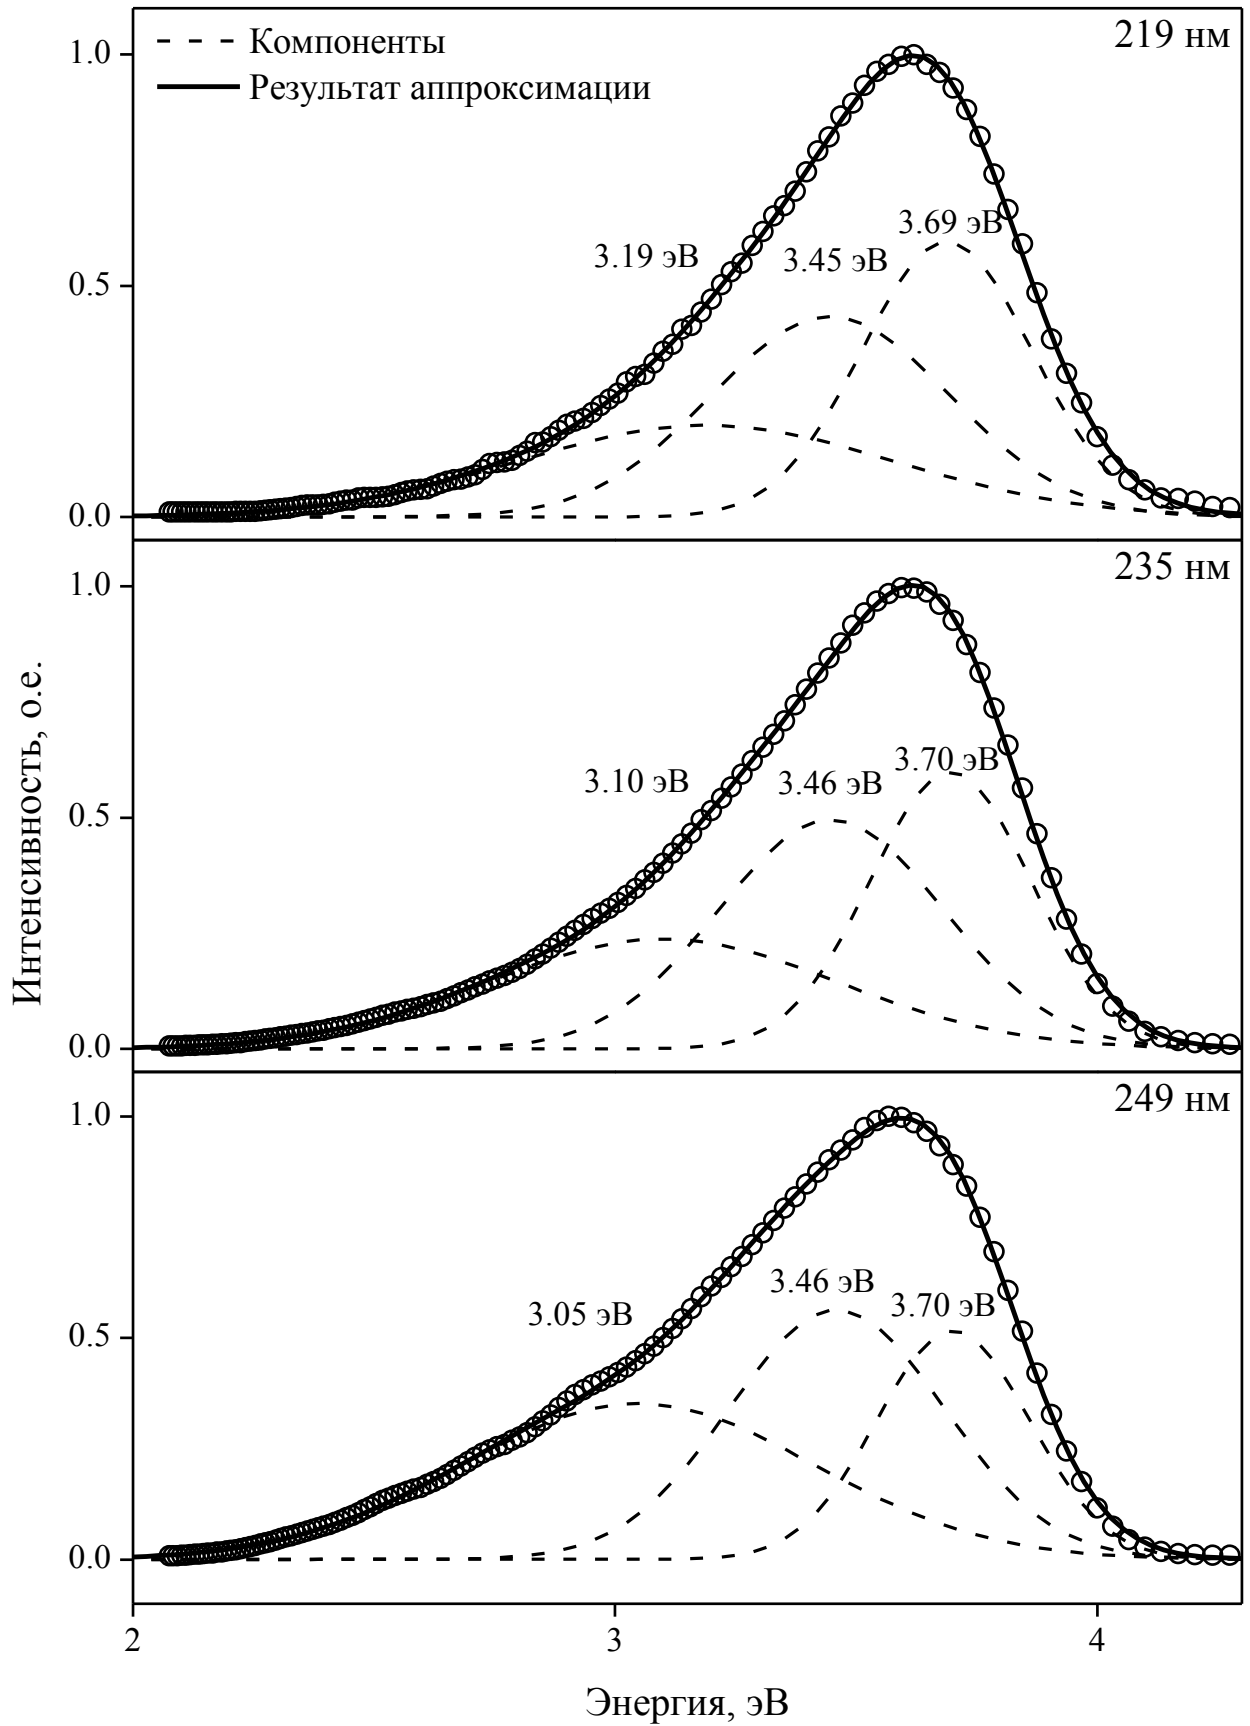 219 нм
Компоненты
Результат аппроксимации
1.0
3.69 эВ
3.19 эВ
3.45 эВ
0.5
0.0
235 нм
1.0
3.70 эВ
3.10 эВ
3.46 эВ
0.5
0.0
249 нм
1.0
3.46 эВ
3.05 эВ
3.70 эВ
0.5
0.0
2
3
4
Интенсивность, о.е.
Энергия, эВ